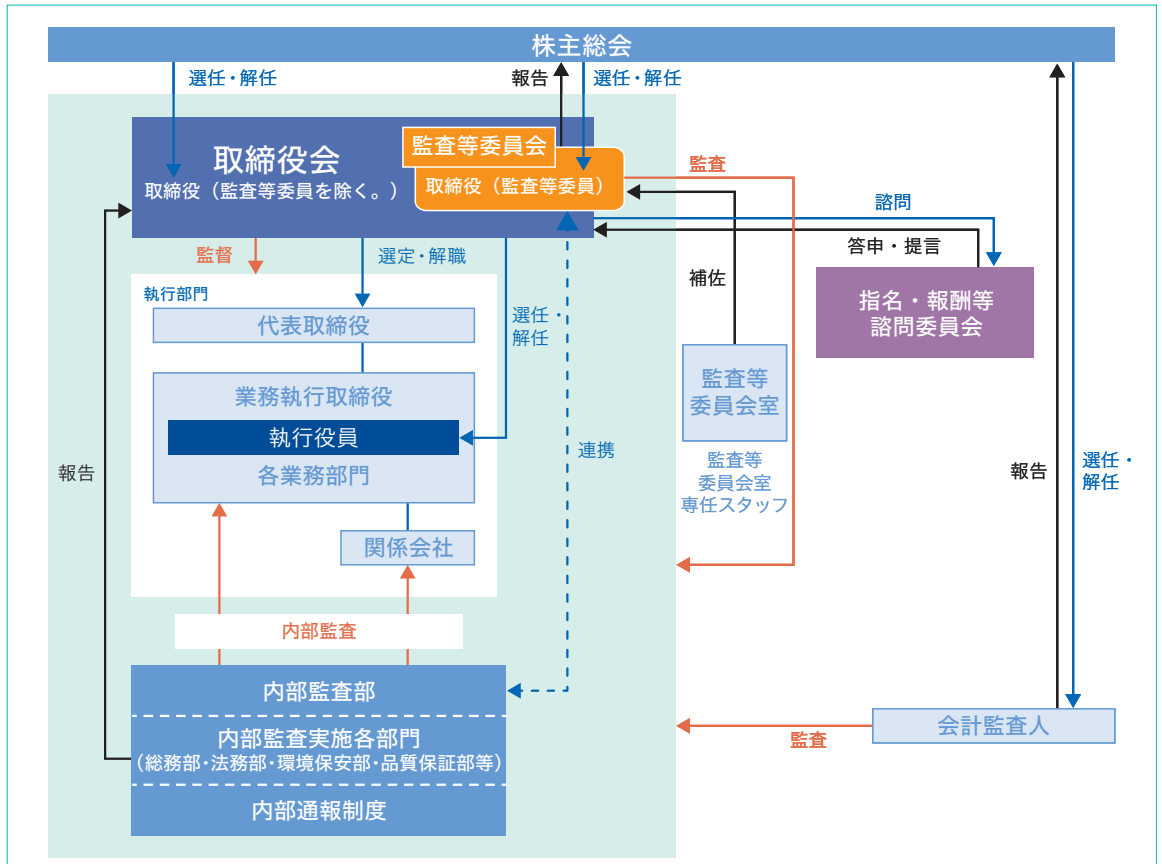 株主総会
選任・解任
報告
選任・解任
監査等委員会
取締役会
取締役（監査等委員を除く。）
取締役（監査等委員）
監査
諮問
答申・提言
監督
選定・解職
補佐
執行部門
選任・
解任
代表取締役
指名・報酬等
諮問委員会
監査等
委員会室
業務執行取締役
執行役員
各業務部門
連携
監査等
委員会室
専任スタッフ
報告
報告
選任・
解任
関係会社
内部監査
内部監査部
内部監査実施各部門
（総務部・法務部・環境保安部・品質保証部等）
内部通報制度
監査
会計監査人